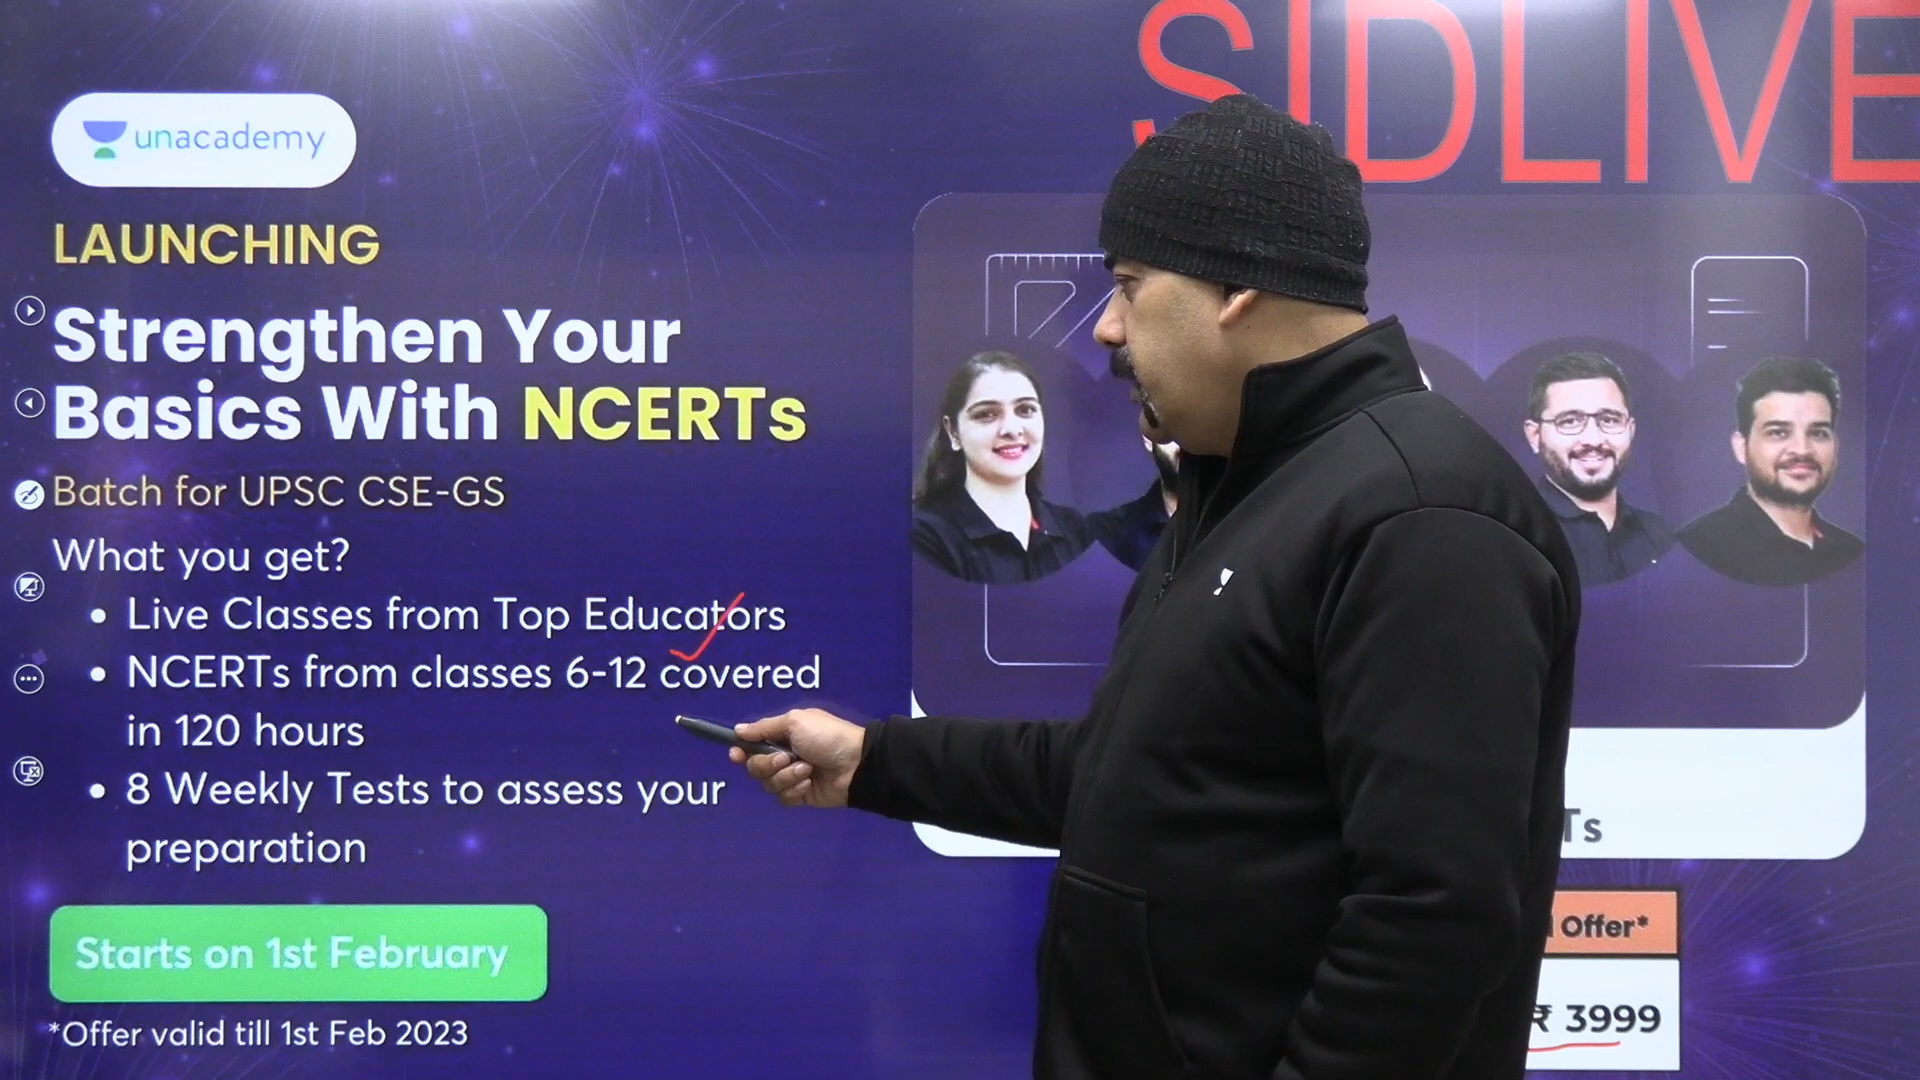 SIDLIVE
unacademy
LAUNCHING
Strengthen Your
Basics With NCERTs
Batch for UPSC CSE-GS
What you get?
• Live Classes from Top Educators
• NCERTs from classes 6-12 covered
in 120 hours
• 8 Weekly Tests to assess your
preparation
Starts on 1st February
*Offer valid till 1st Feb 2023
Offer*
₹ 3999